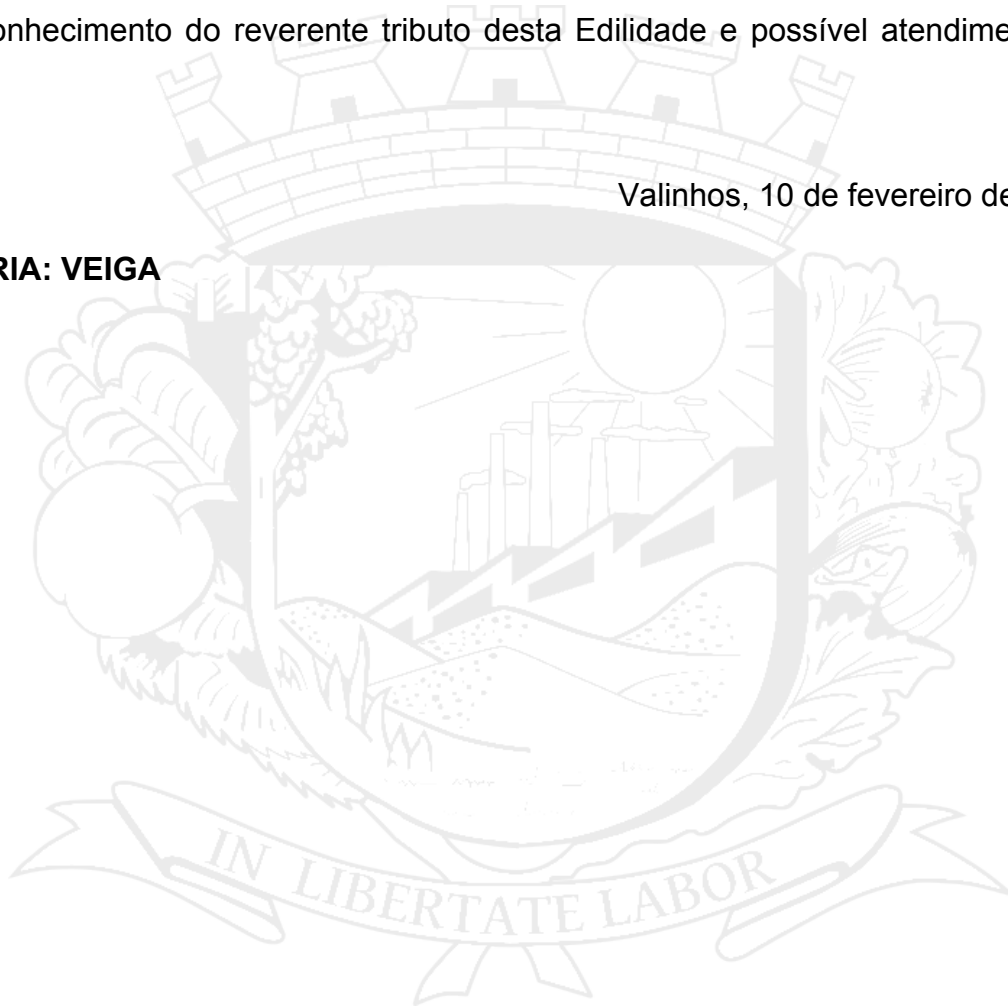 onhecimento do reverente tributo desta Edilidade e possível atendime
Valinhos, 10 de fevereiro de
RIA: VEIGA
IN LIBERTATE LABOR